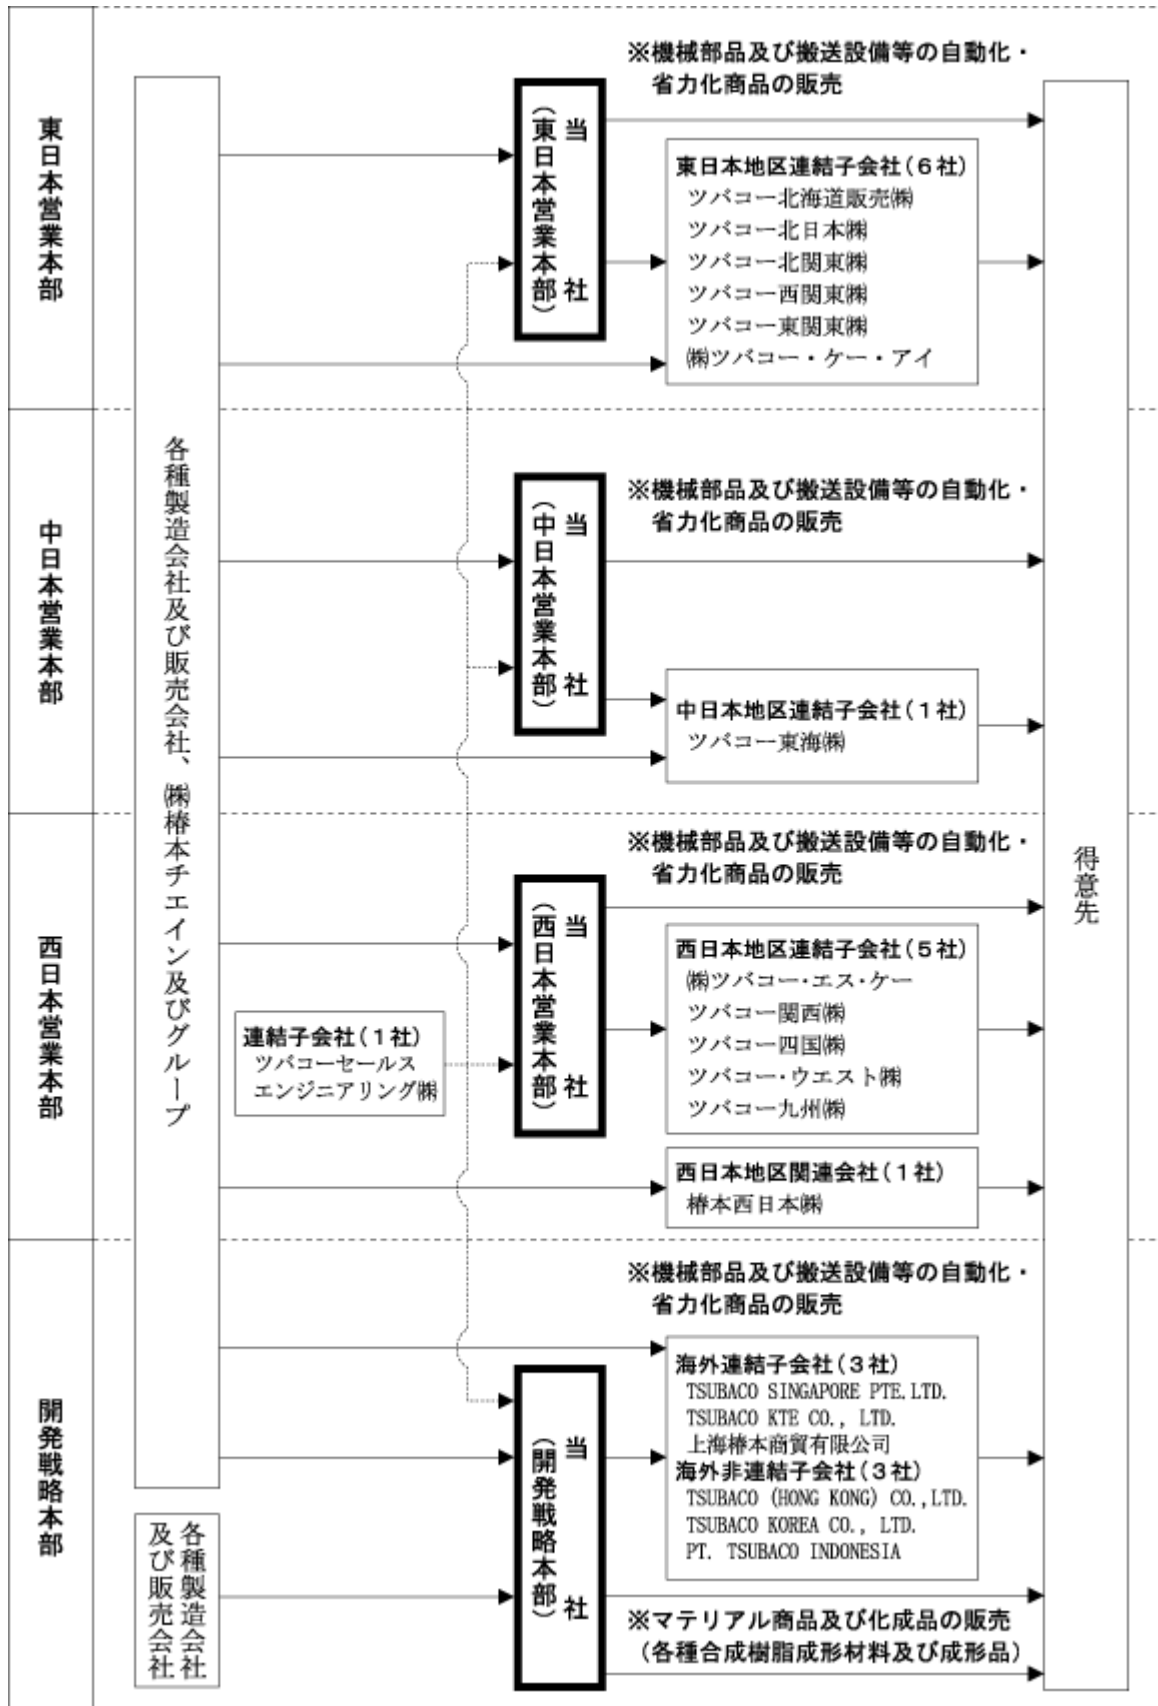 東日本営業本部
※機械部品及び搬送設備等の自動化・
省力化商品の販売
当社
（東日本営業本部）
東日本地区連結子会社（６社）
ツバコー北海道販売㈱
ツバコー北日本㈱
ツバコー北関東㈱
ツバコー西関東㈱
ツバコー東関東㈱
㈱ツバコー・ケー・アイ
各種製造会社及び販売会社、㈱椿本チエイン及びグループ
得意先
中日本営業本部
※機械部品及び搬送設備等の自動化・
省力化商品の販売
当社
（中日本営業本部）
中日本地区連結子会社（１社）
ツバコー東海㈱
西日本営業本部
※機械部品及び搬送設備等の自動化・
省力化商品の販売
連結子会社（１社）
ツバコーセールス
エンジニアリング㈱
当社
（西日本営業本部）
西日本地区連結子会社（５社）
㈱ツバコー・エス・ケー
ツバコー関西㈱
ツバコー四国㈱
ツバコー・ウエスト㈱
ツバコー九州㈱
西日本地区関連会社（１社）
椿本西日本㈱
開発戦略本部
※機械部品及び搬送設備等の自動化・
省力化商品の販売
当社
（開発戦略本部）
海外連結子会社（３社）
TSUBACO SINGAPORE PTE.LTD.
TSUBACO KTE CO., LTD.
上海椿本商貿有限公司
海外非連結子会社（３社）
TSUBACO (HONG KONG) CO.,LTD.
TSUBACO KOREA CO., LTD.
PT. TSUBACO INDONESIA
各種製造会社
及び販売会社
※マテリアル商品及び化成品の販売
（各種合成樹脂成形材料及び成形品）